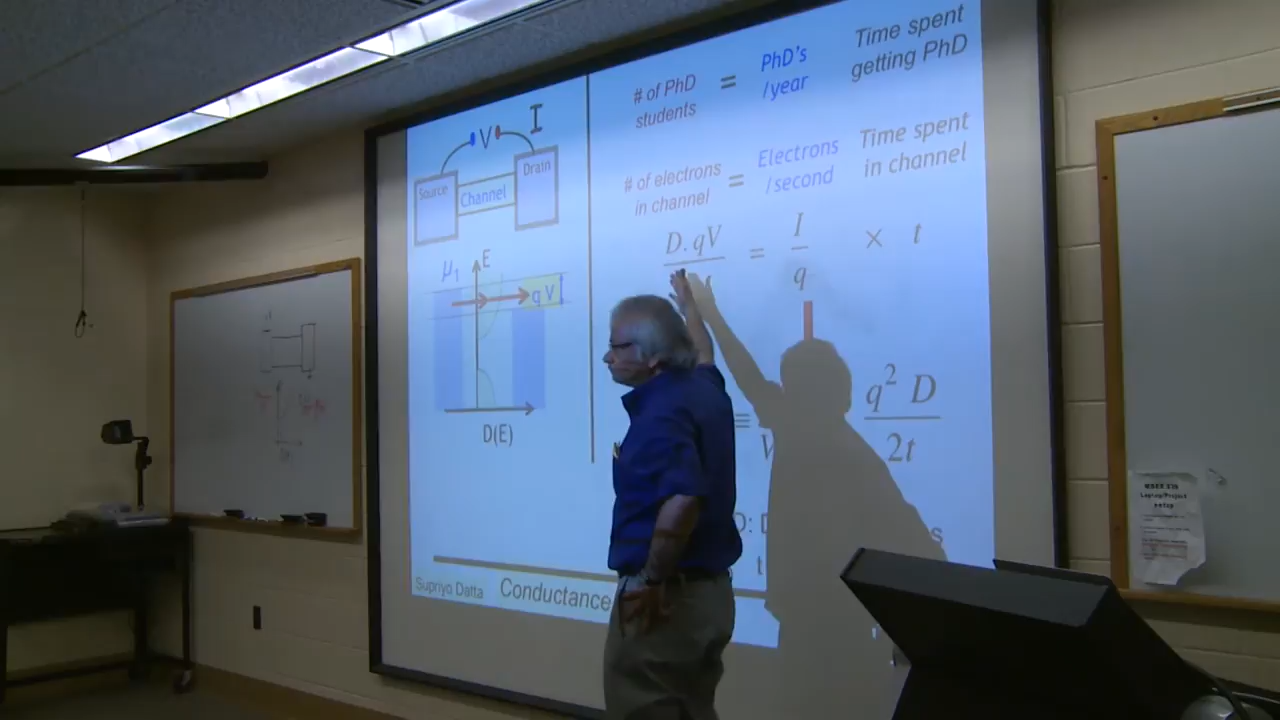 I
V
Source
Channel
Drain
μ₁
E
q V
D(E)
# of PhD
students
=
PhD's
/year
Time spent
getting PhD
# of electrons
in channel
=
Electrons
/second
Time spent
in channel
D. qV
=
I
q
× t
≡
V
q² D
2t
D:
t
s
Supriyo Datta
Conductance